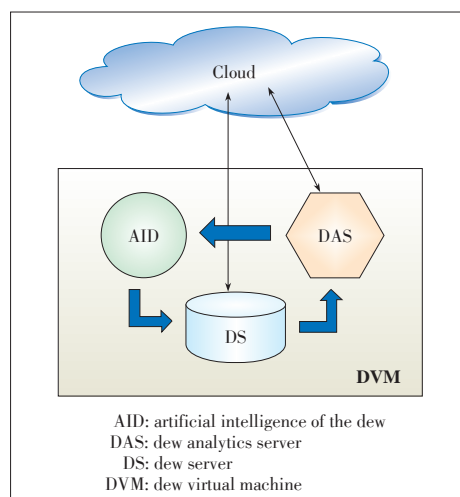 Cloud
AID
DAS
DS
DVM
AID: artificial intelligence of the dew
DAS: dew analytics server
DS: dew server
DVM: dew virtual machine